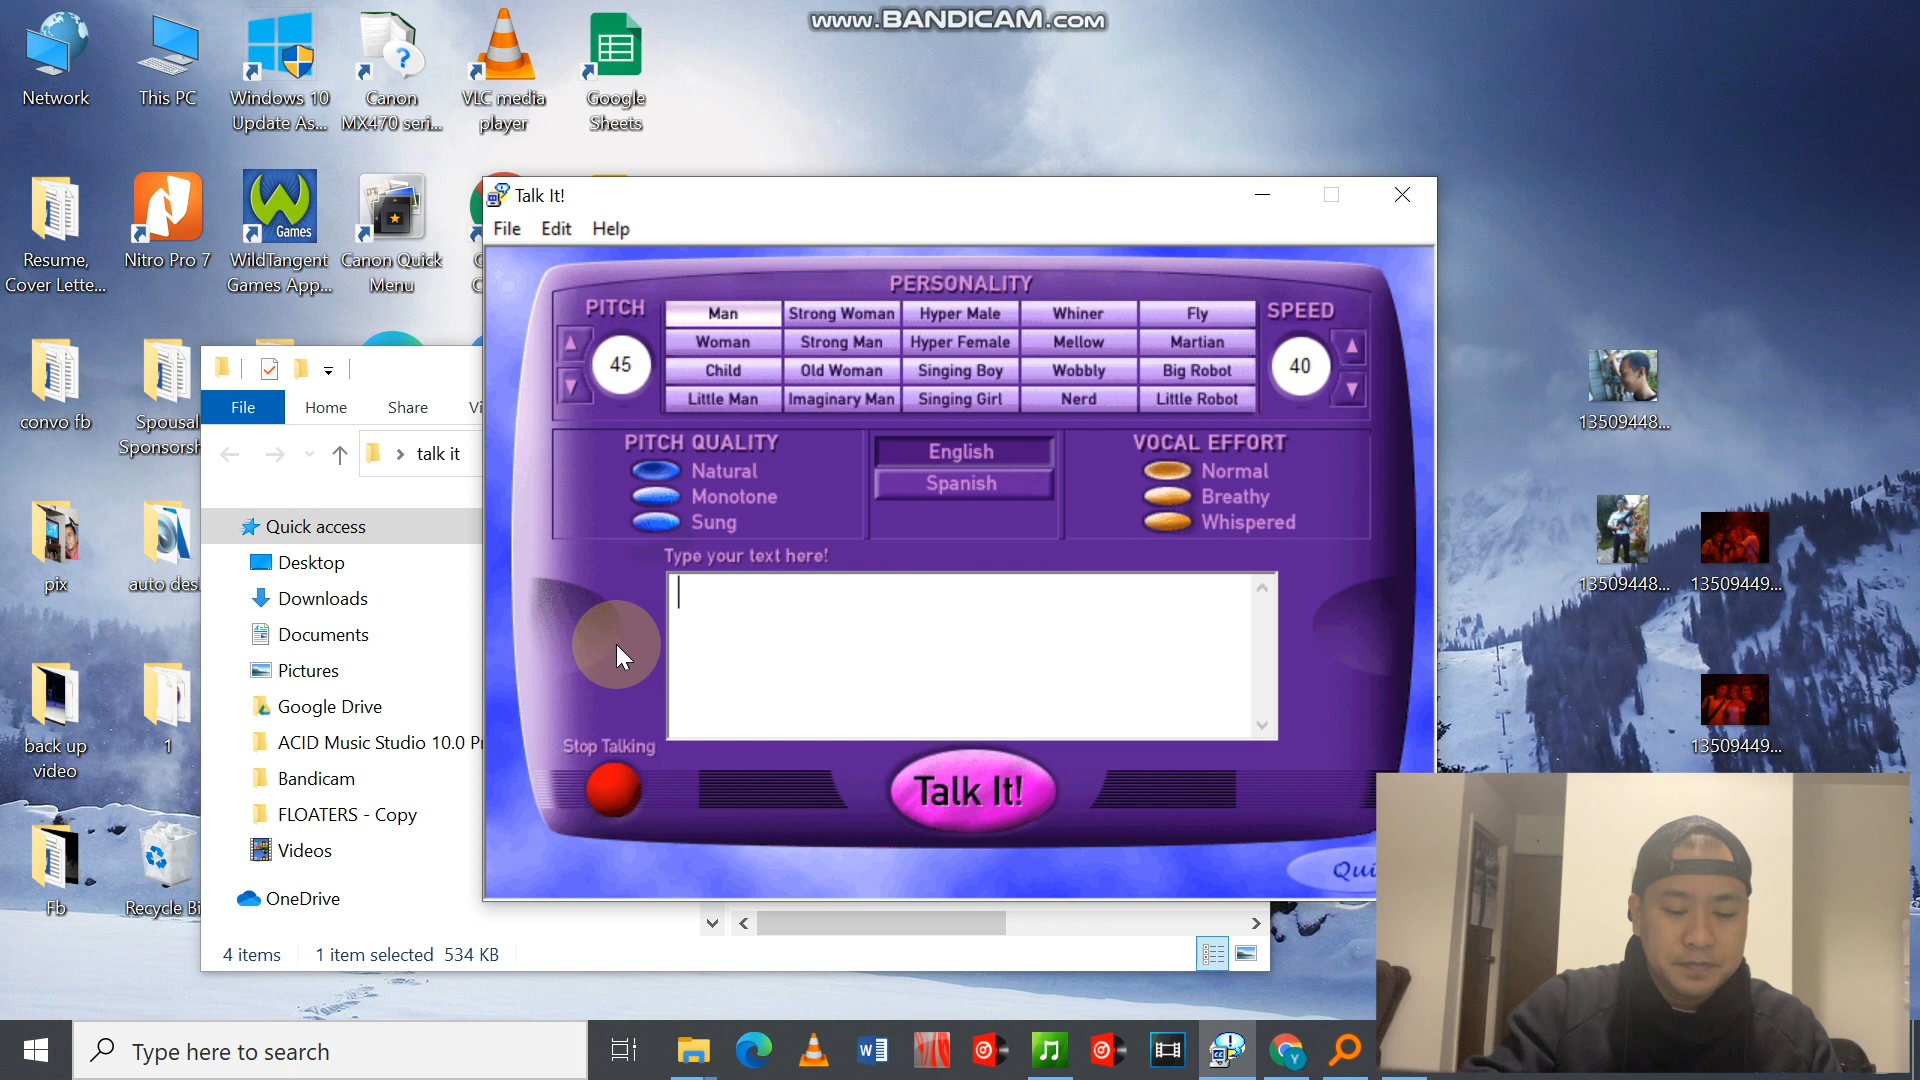 www.BANDICAM.com
Network
This PC
Windows 10
Update As...
Canon
MX470 seri...
VLC media
player
Google
Sheets
Resume,
Cover Lette...
Nitro Pro 7
Games
WildTangent
Games App...
Canon Quick
Menu
convo fb
Spousal
Sponsorsh
pix
auto des
back up
video
1
Fb
Recycle Bi
File
Home
Share
Vi
talk it
Quick access
Desktop
Downloads
Documents
Pictures
Google Drive
ACID Music Studio 10.0 Pr
Bandicam
FLOATERS - Copy
Videos
OneDrive
4 items
1 item selected 534 KB
Talk It!
File
Edit
Help
PERSONALITY
PITCH
45
Man
Strong Woman
Hyper Male
Whiner
Fly
Woman
Strong Man
Hyper Female
Mellow
Martian
Child
Old Woman
Singing Boy
Wobbly
Big Robot
Little Man
Imaginary Man
Singing Girl
Nerd
Little Robot
SPEED
40
PITCH QUALITY
Natural
Monotone
Sung
English
Spanish
VOCAL EFFORT
Normal
Breathy
Whispered
Type your text here!
Stop Talking
Talk It!
Qui
13509448...
13509448...
13509449...
13509449...
Type here to search